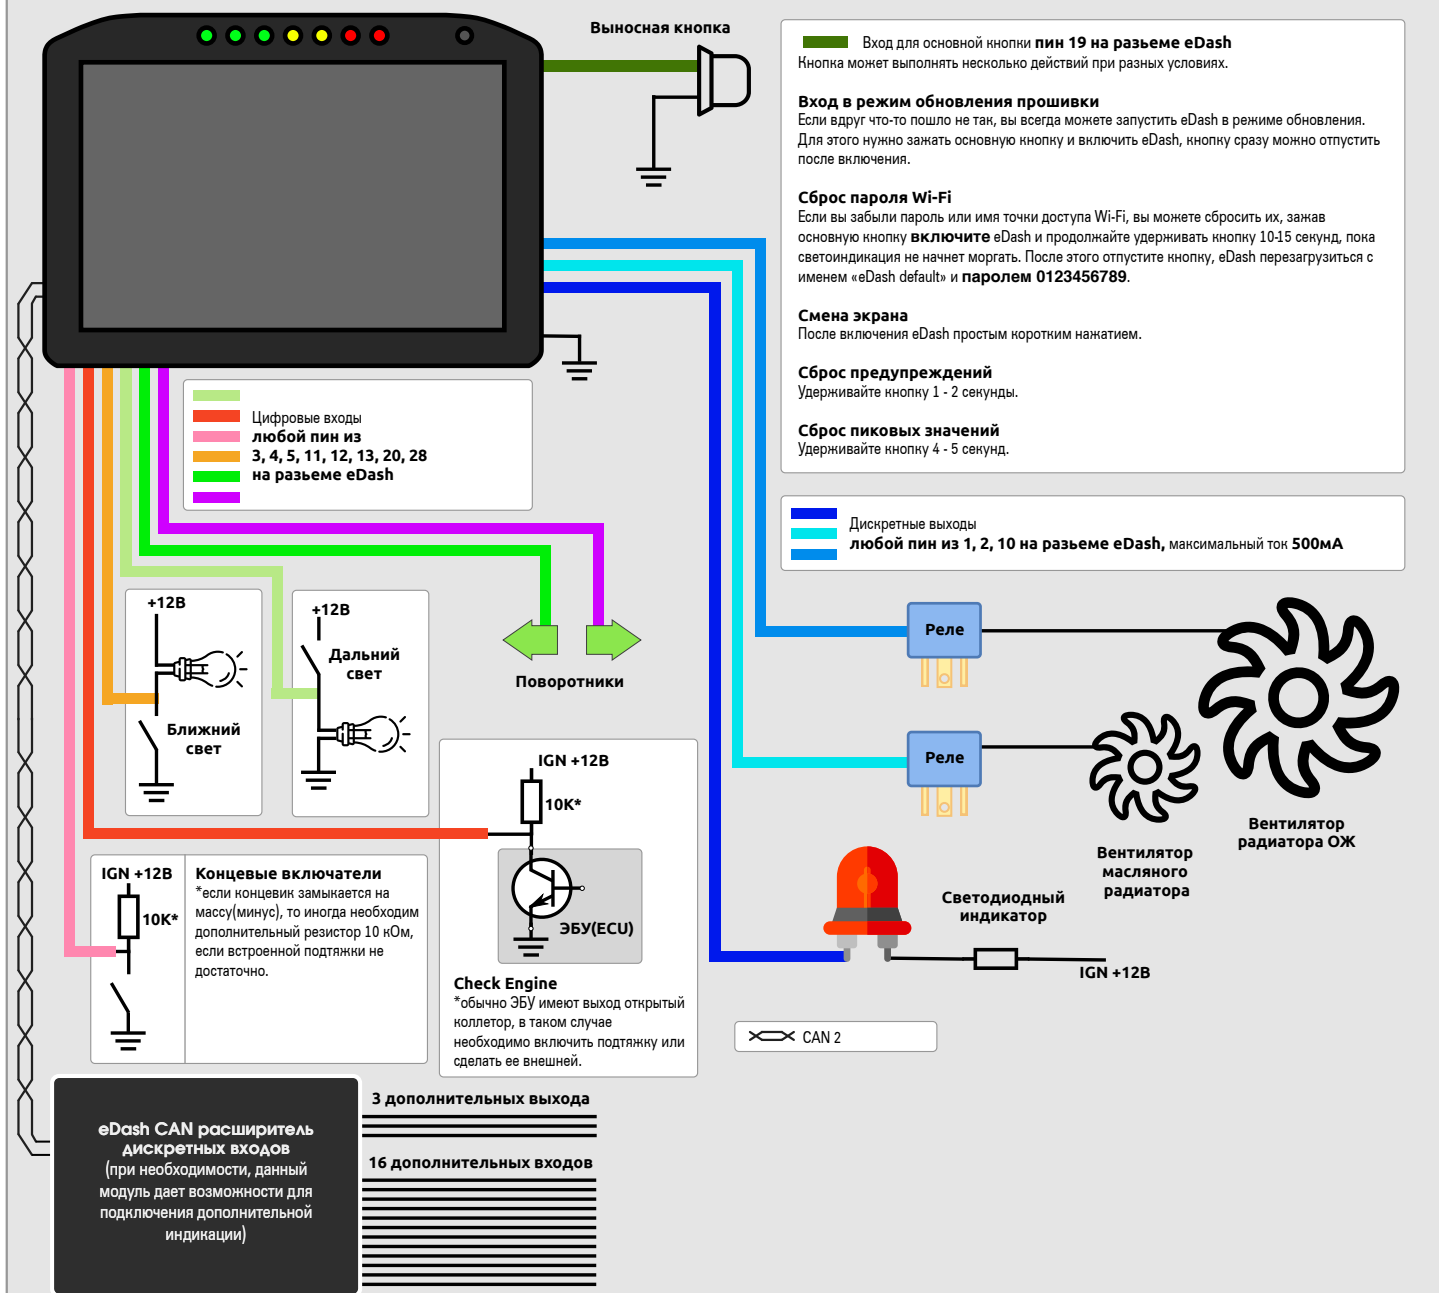 Выносная кнопка
Вход для основной кнопки пин 19 на разьеме eDash
Кнопка может выполнять несколько действий при разных условиях.
Вход в режим обновления прошивки
Если вдруг что-то пошло не так, вы всегда можете запустить eDash в режиме обновления.
Для этого нужно зажать основную кнопку и включить eDash, кнопку сразу можно отпустить
после включения.
Сброс пароля Wi-Fi
Если вы забыли пароль или имя точки доступа Wi-Fi, вы можете сбросить их, зажав
основную кнопку включите eDash и продолжайте удерживать кнопку 10-15 секунд, пока
светоиндикация не начнет моргать. После этого отпустите кнопку, eDash перезагрузиться с
именем «eDash default» и паролем 0123456789.
Смена экрана
После включения eDash простым коротким нажатием.
Сброс предупреждений
Удерживайте кнопку 1 - 2 секунды.
Сброс пиковых значений
Удерживайте кнопку 4 - 5 секунд.
Цифровые входы
любой пин из
3, 4, 5, 11, 12, 13, 20, 28
на разьеме eDash
Дискретные выходы
любой пин из 1, 2, 10 на разьеме eDash, максимальный ток 500мА
+12В
Ближний
свет
+12В
Дальний
свет
Поворотники
Реле
Реле
Вентилятор
радиатора ОЖ
Вентилятор
масляного
радиатора
Светодиодный
индикатор
IGN +12В
IGN +12В
10K*
ЭБУ(ECU)
Check Engine
*обычно ЭБУ имеют выход открытый
коллетор, в таком случае
необходимо включить подтяжку или
сделать ее внешней.
IGN +12В
10K*
Концевые включатели
*если концевик замыкается на
массу(минус), то иногда необходим
дополнительный резистор 10 кОм,
если встроенной подтяжки не
достаточно.
CAN 2
eDash CAN расширитель
дискретных входов
(при необходимости, данный
модуль дает возможности для
подключения дополнительной
индикации)
3 дополнительных выхода
16 дополнительных входов